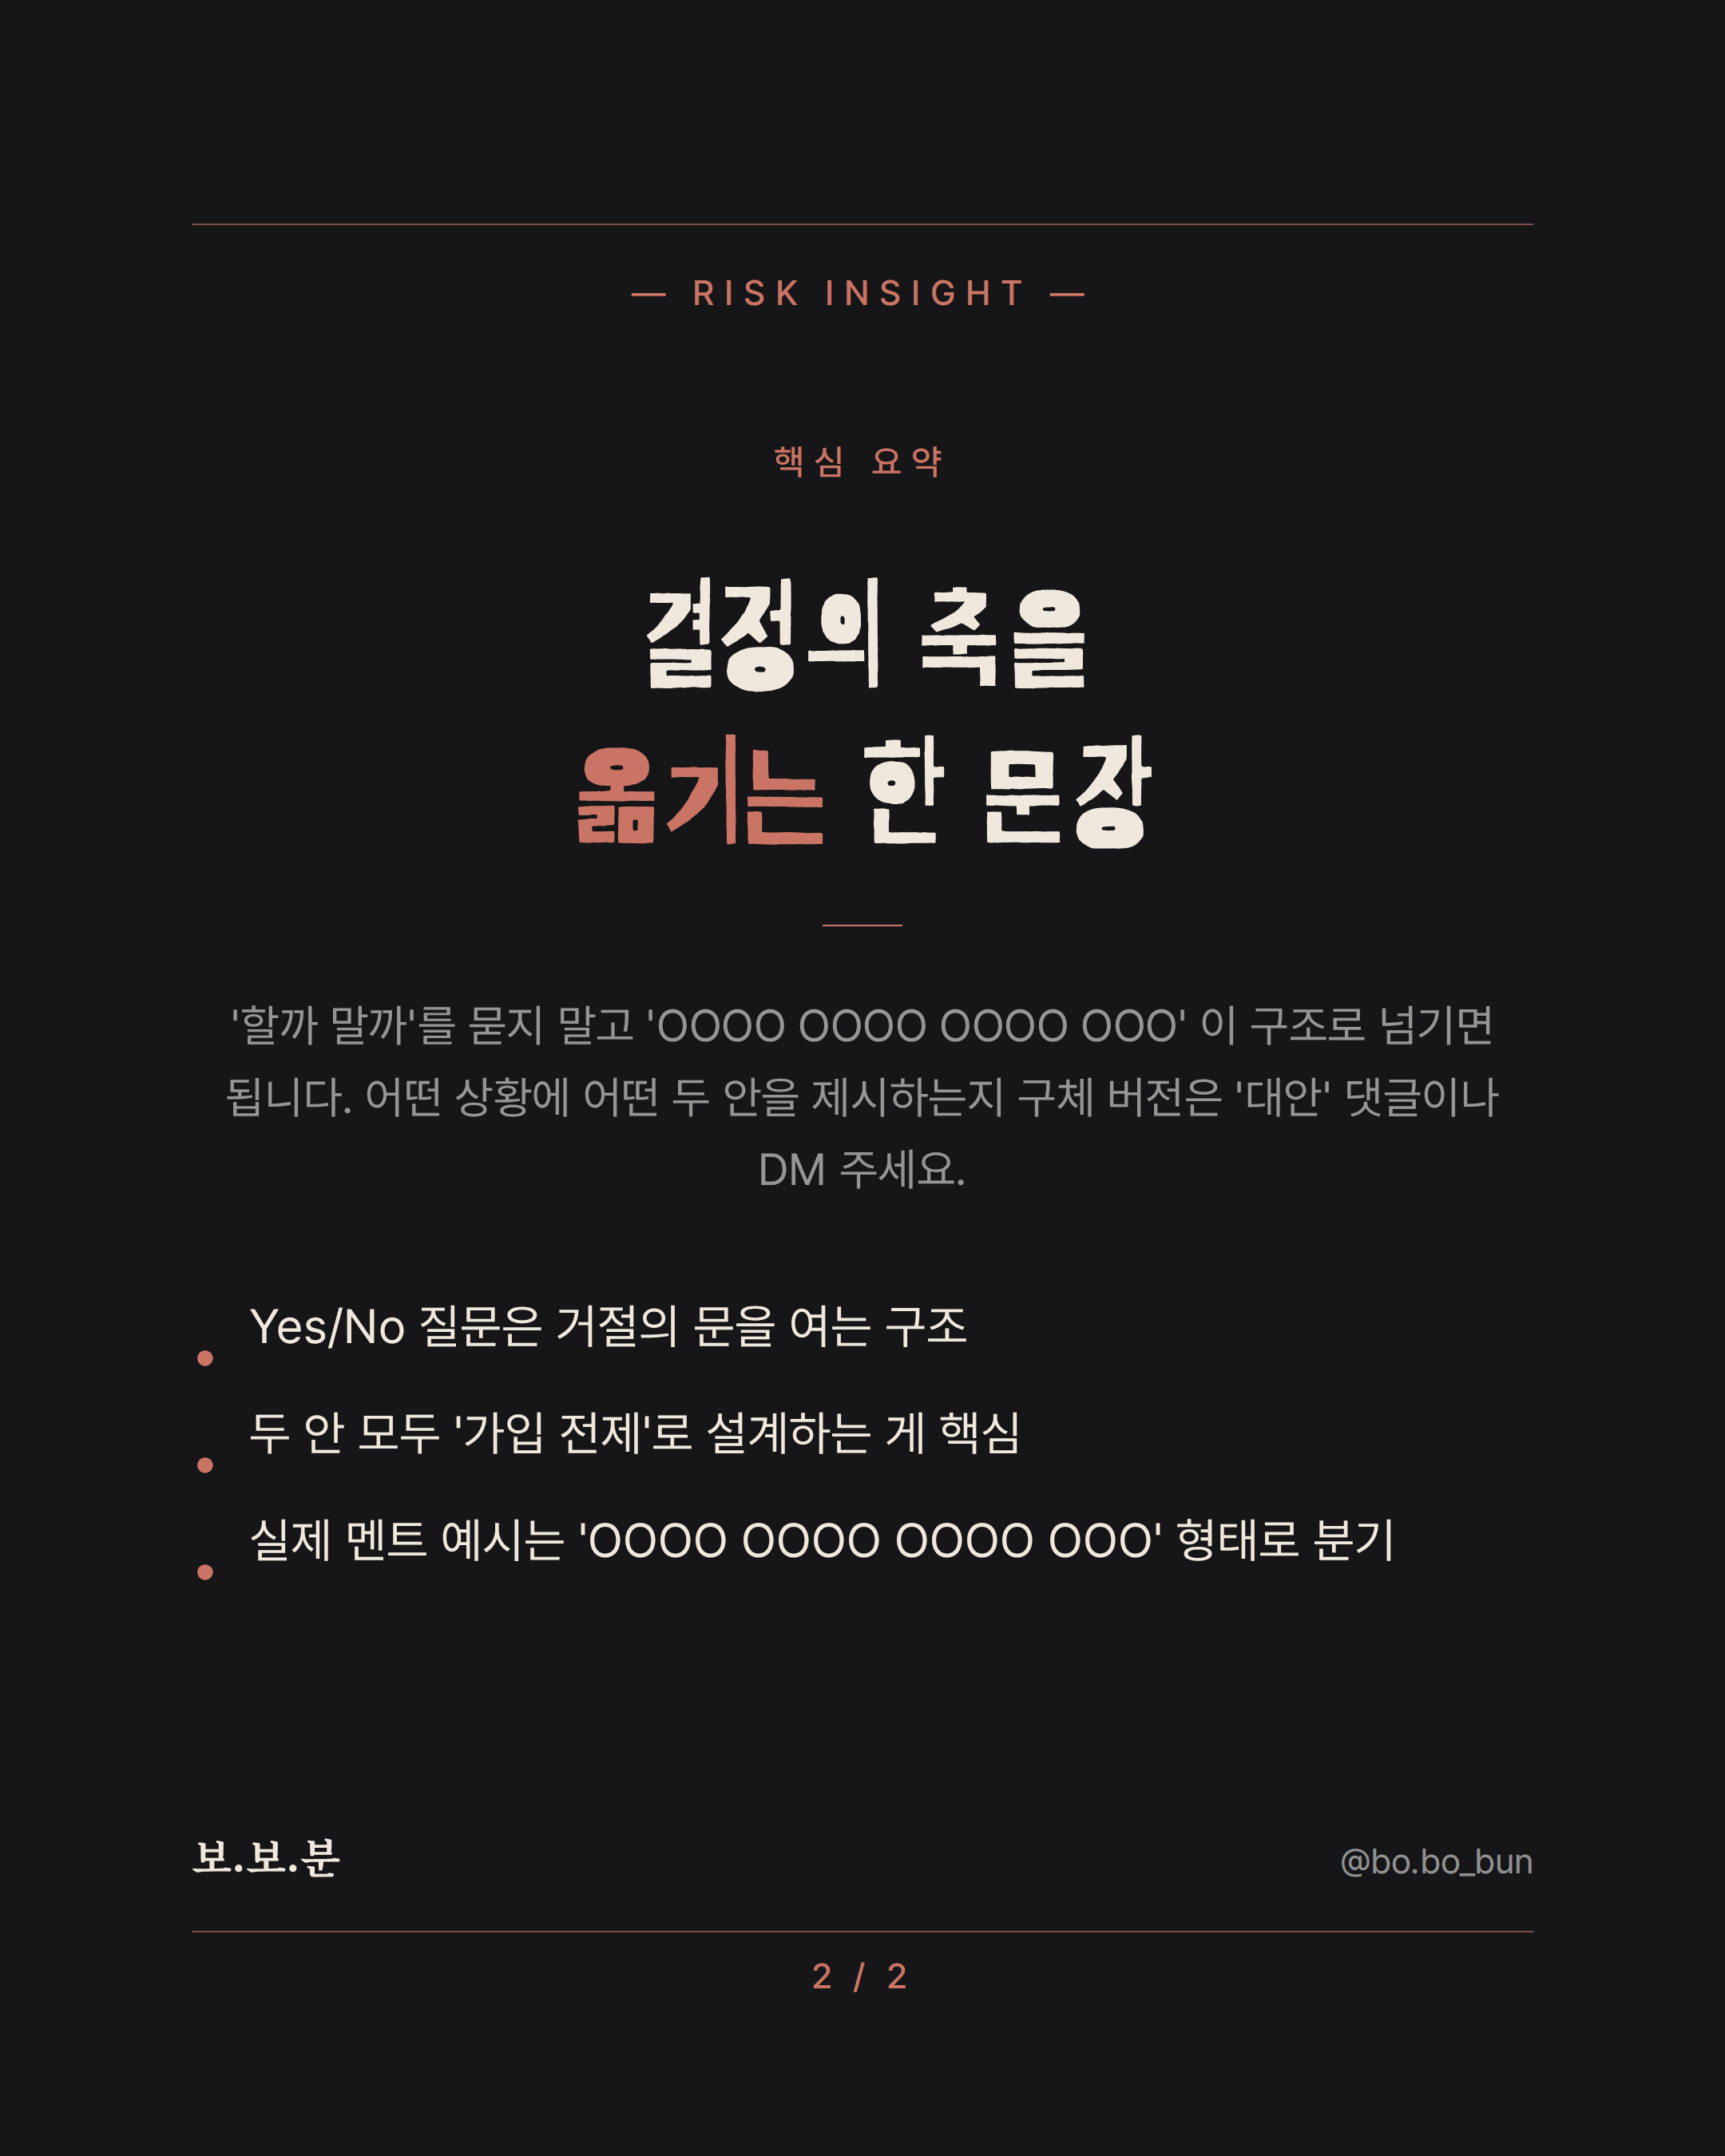 — RISK INSIGHT —
핵심 요약
결정의 축을
옮기는 한 문장
'할까 말까'를 묻지 말고 'OOOO OOOO OOOO OOO' 이 구조로 넘기면
됩니다. 어떤 상황에 어떤 두 안을 제시하는지 구체 버전은 '대안' 댓글이나
DM 주세요.
Yes/No 질문은 거절의 문을 여는 구조
두 안 모두 '가입 전제'로 설계하는 게 핵심
실제 멘트 예시는 'OOOO OOOO OOOO OOO' 형태로 분기
보.보.분
@bo.bo_bun
2 / 2